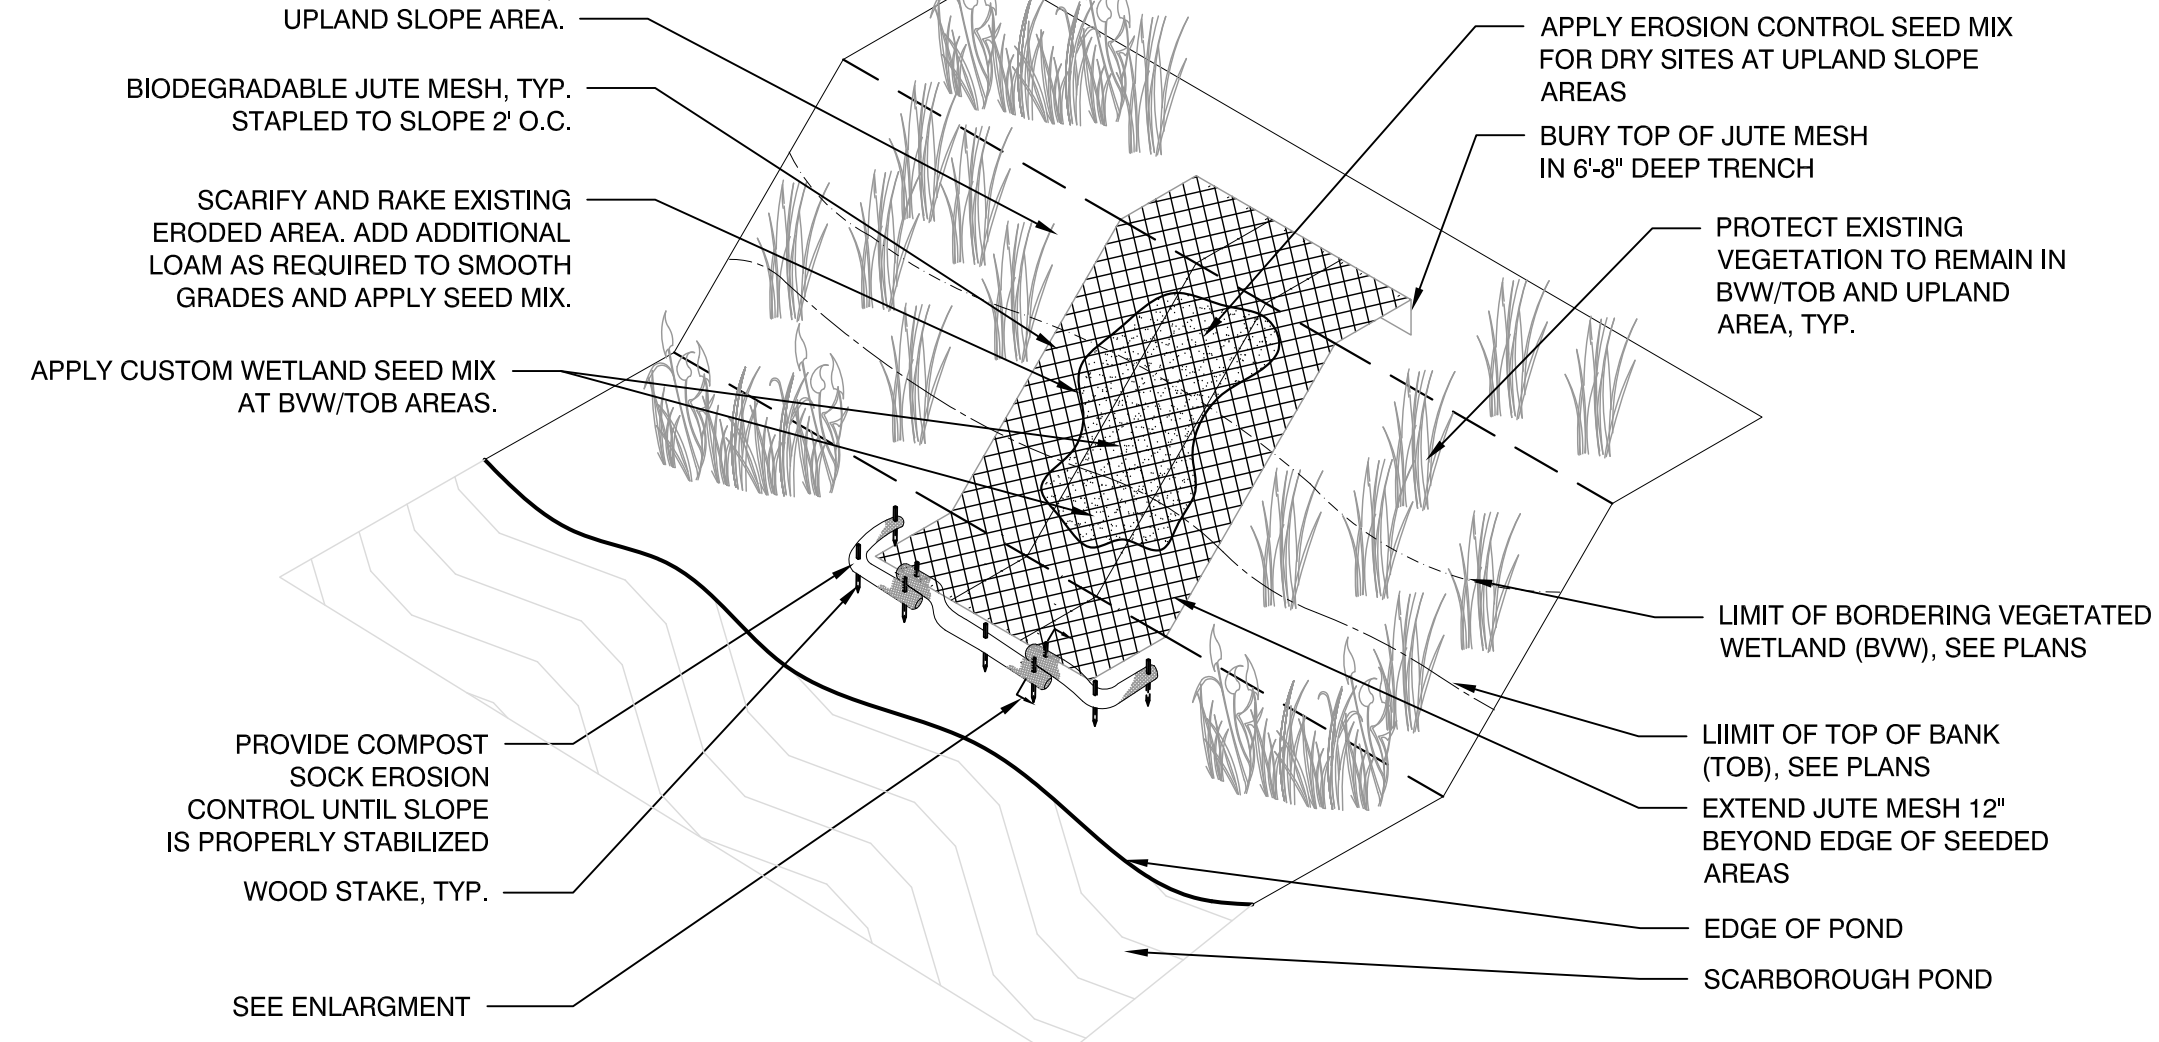 UPLAND SLOPE AREA.
BIODEGRADABLE JUTE MESH, TYP.
STAPLED TO SLOPE 2' O.C.
SCARIFY AND RAKE EXISTING
ERODED AREA. ADD ADDITIONAL
LOAM AS REQUIRED TO SMOOTH
GRADES AND APPLY SEED MIX.
APPLY CUSTOM WETLAND SEED MIX
AT BVW/TOB AREAS.
PROVIDE COMPOST
SOCK EROSION
CONTROL UNTIL SLOPE
IS PROPERLY STABILIZED
WOOD STAKE, TYP.
SEE ENLARGMENT
APPLY EROSION CONTROL SEED MIX
FOR DRY SITES AT UPLAND SLOPE
AREAS
BURY TOP OF JUTE MESH
IN 6'-8" DEEP TRENCH
PROTECT EXISTING
VEGETATION TO REMAIN IN
BVW/TOB AND UPLAND
AREA, TYP.
LIMIT OF BORDERING VEGETATED
WETLAND (BVW), SEE PLANS
LIIMIT OF TOP OF BANK
(TOB), SEE PLANS
EXTEND JUTE MESH 12"
BEYOND EDGE OF SEEDED
AREAS
EDGE OF POND
SCARBOROUGH POND